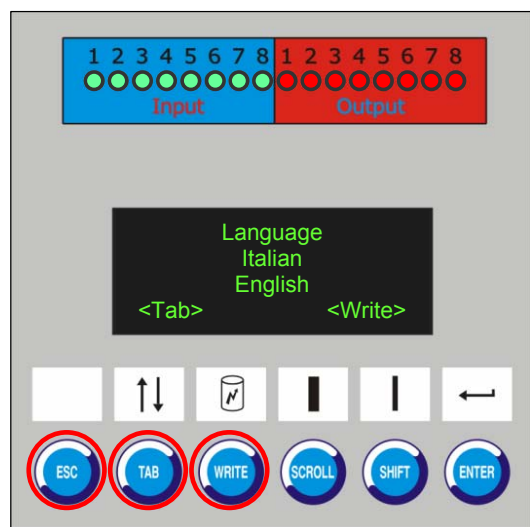 1 2 3 4 5 6 7 8 1 2 3 4 5 6 7 8
Input Output
Language
Italian
English
<Tab> <Write>
ESC TAB WRITE SCROLL SHIFT ENTER